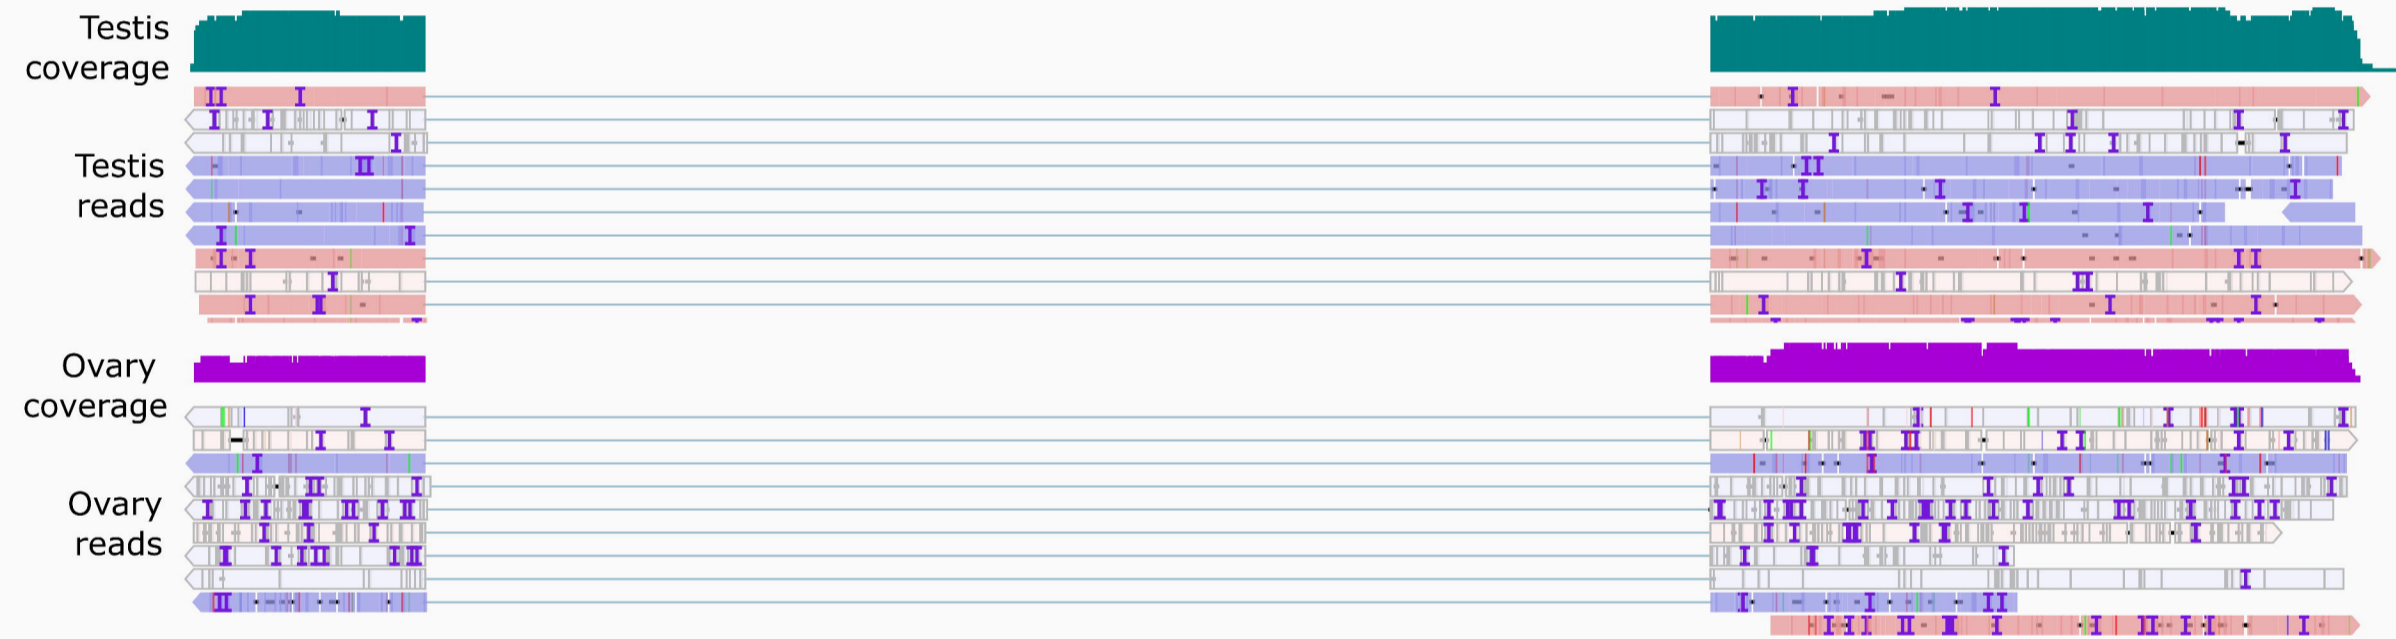 Testis
coverage
Testis
reads
Ovary
coverage
Ovary
reads